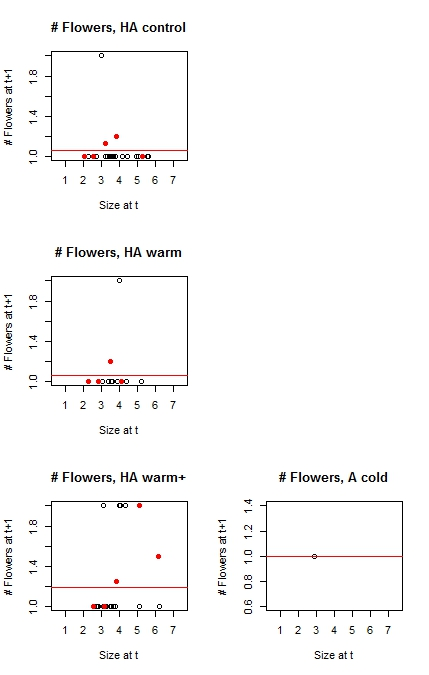 # Flowers, HA control
# Flowers at t+1
1.0 1.4 1.8
1 2 3 4 5 6 7
Size at t
# Flowers, HA warm
# Flowers at t+1
1.0 1.4 1.8
1 2 3 4 5 6 7
Size at t
# Flowers, HA warm+
# Flowers at t+1
1.0 1.4 1.8
1 2 3 4 5 6 7
Size at t
# Flowers, A cold
# Flowers at t+1
0.6 0.8 1.0 1.2 1.4
1 2 3 4 5 6 7
Size at t